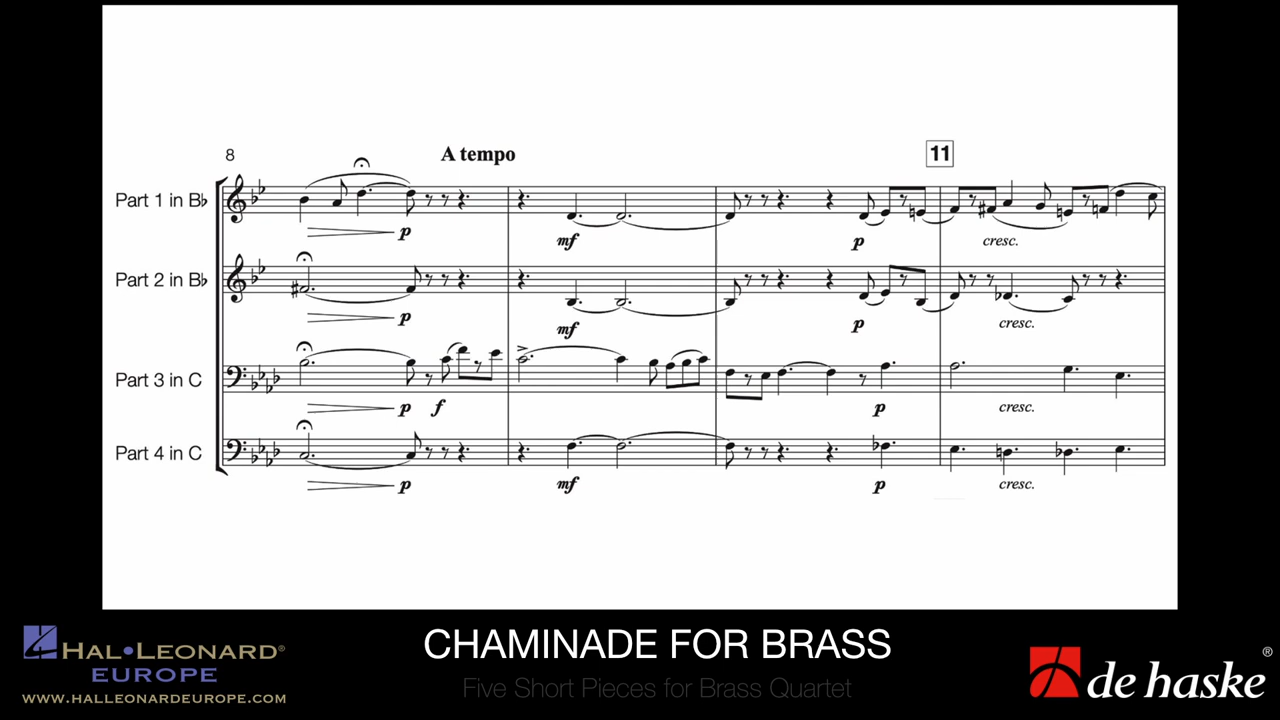 8
A tempo
11
Part 1 in B♭
p
mf
p
cresc.
Part 2 in B♭
p
mf
p
cresc.
Part 3 in C
p
f
p
cresc.
Part 4 in C
p
mf
p
cresc.
HAL•LEONARD®
EUROPE
WWW.HALLEONARDEUROPE.COM
CHAMINADE FOR BRASS
Five Short Pieces for Brass Quartet
de haske®